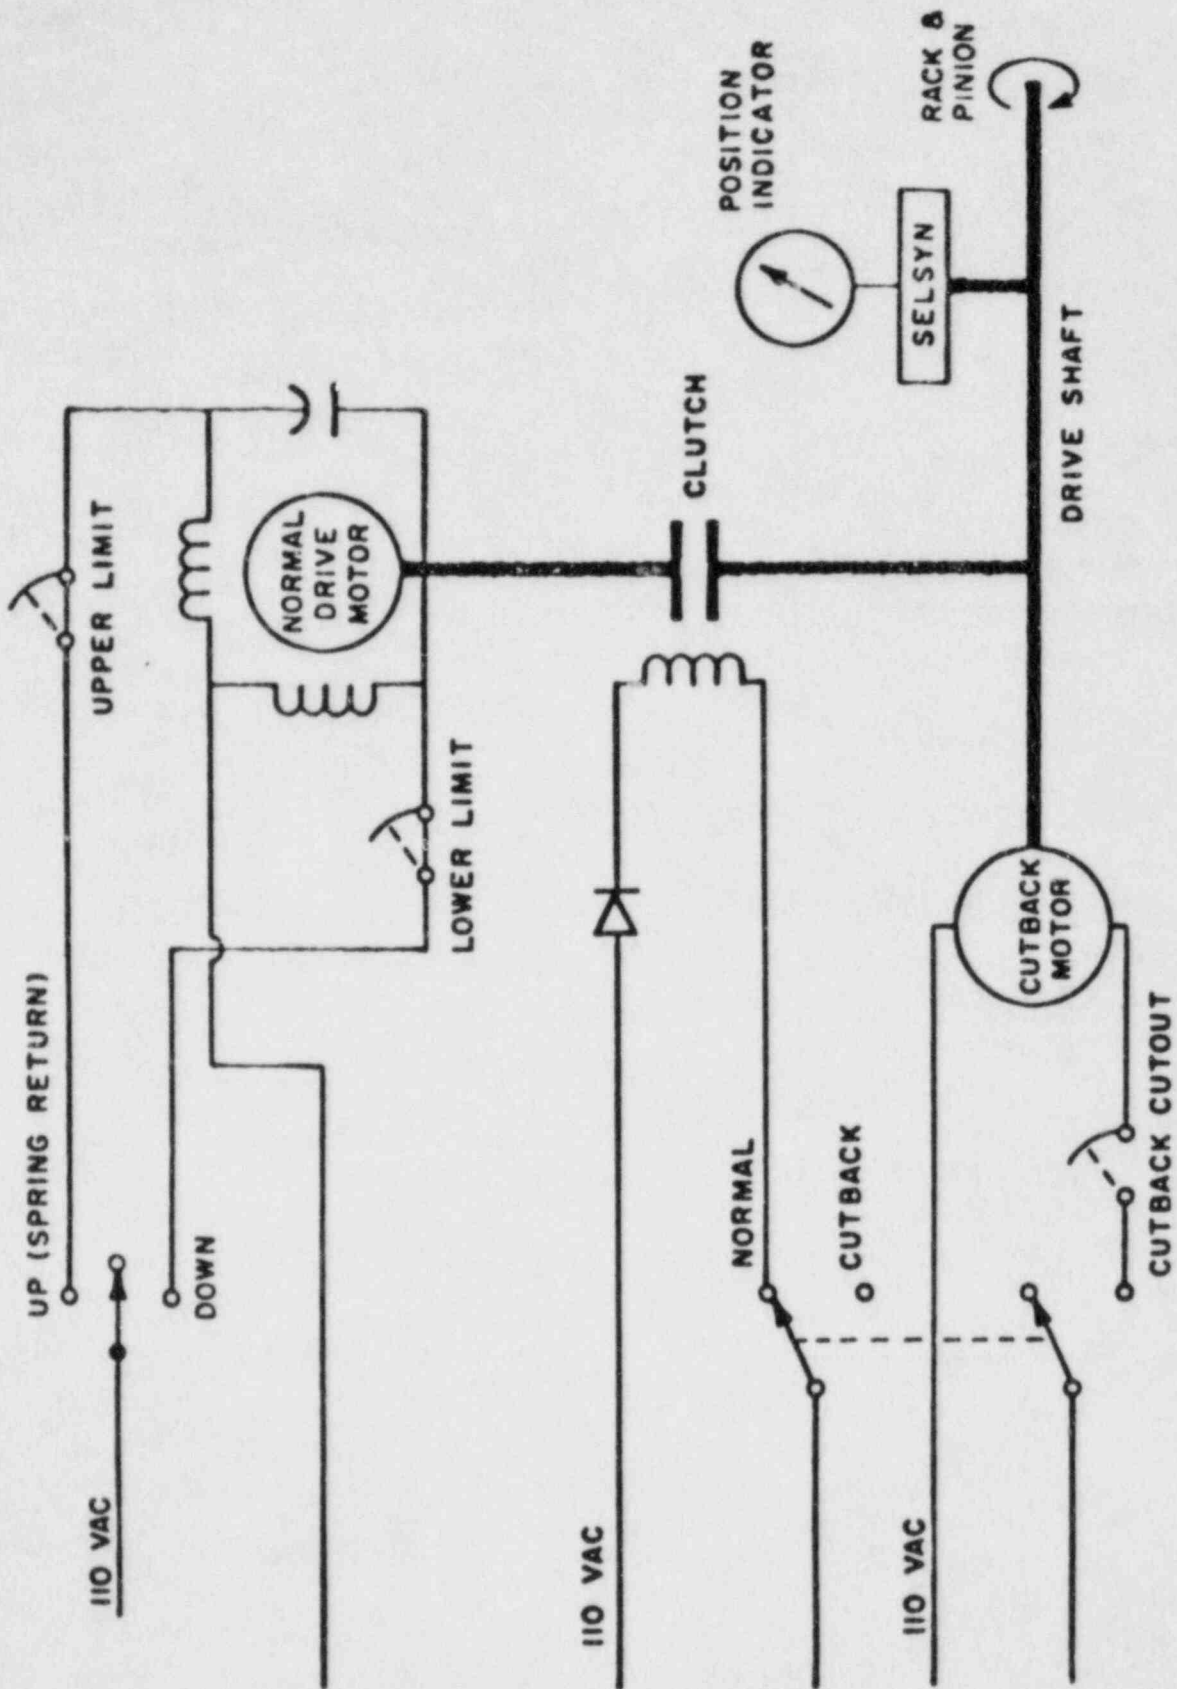 UP (SPRING RETURN)
110 VAC
DOWN
UPPER LIMIT
NORMAL
DRIVE
MOTOR
LOWER LIMIT
110 VAC
NORMAL
CUTBACK
CLUTCH
POSITION
INDICATOR
SELSYN
RACK &
PINION
DRIVE SHAFT
110 VAC
CUTBACK
MOTOR
CUTBACK CUTOUT